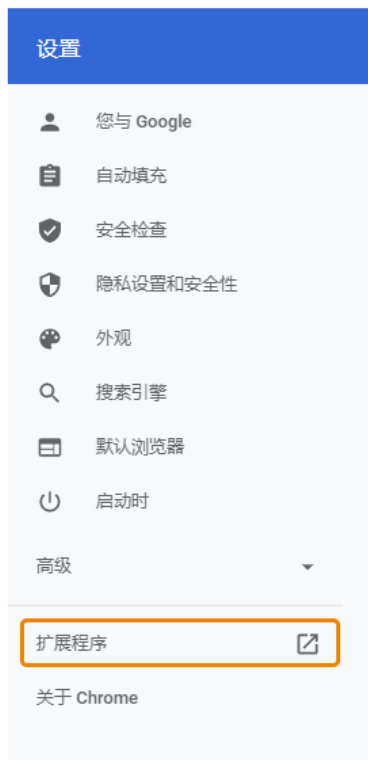 设置
您与 Google
自动填充
安全检查
隐私设置和安全性
外观
搜索引擎
默认浏览器
启动时
高级
扩展程序
关于 Chrome